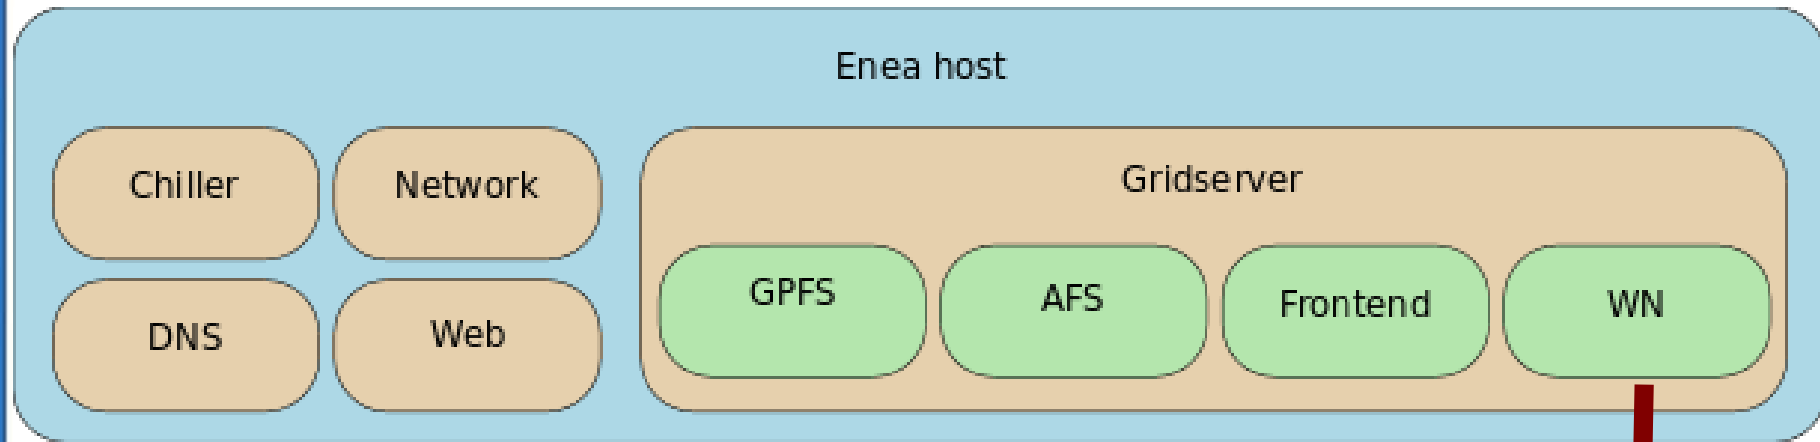 Enea host
Chiller
Network
Gridserver
GPFS
AFS
Frontend
WN
DNS
Web